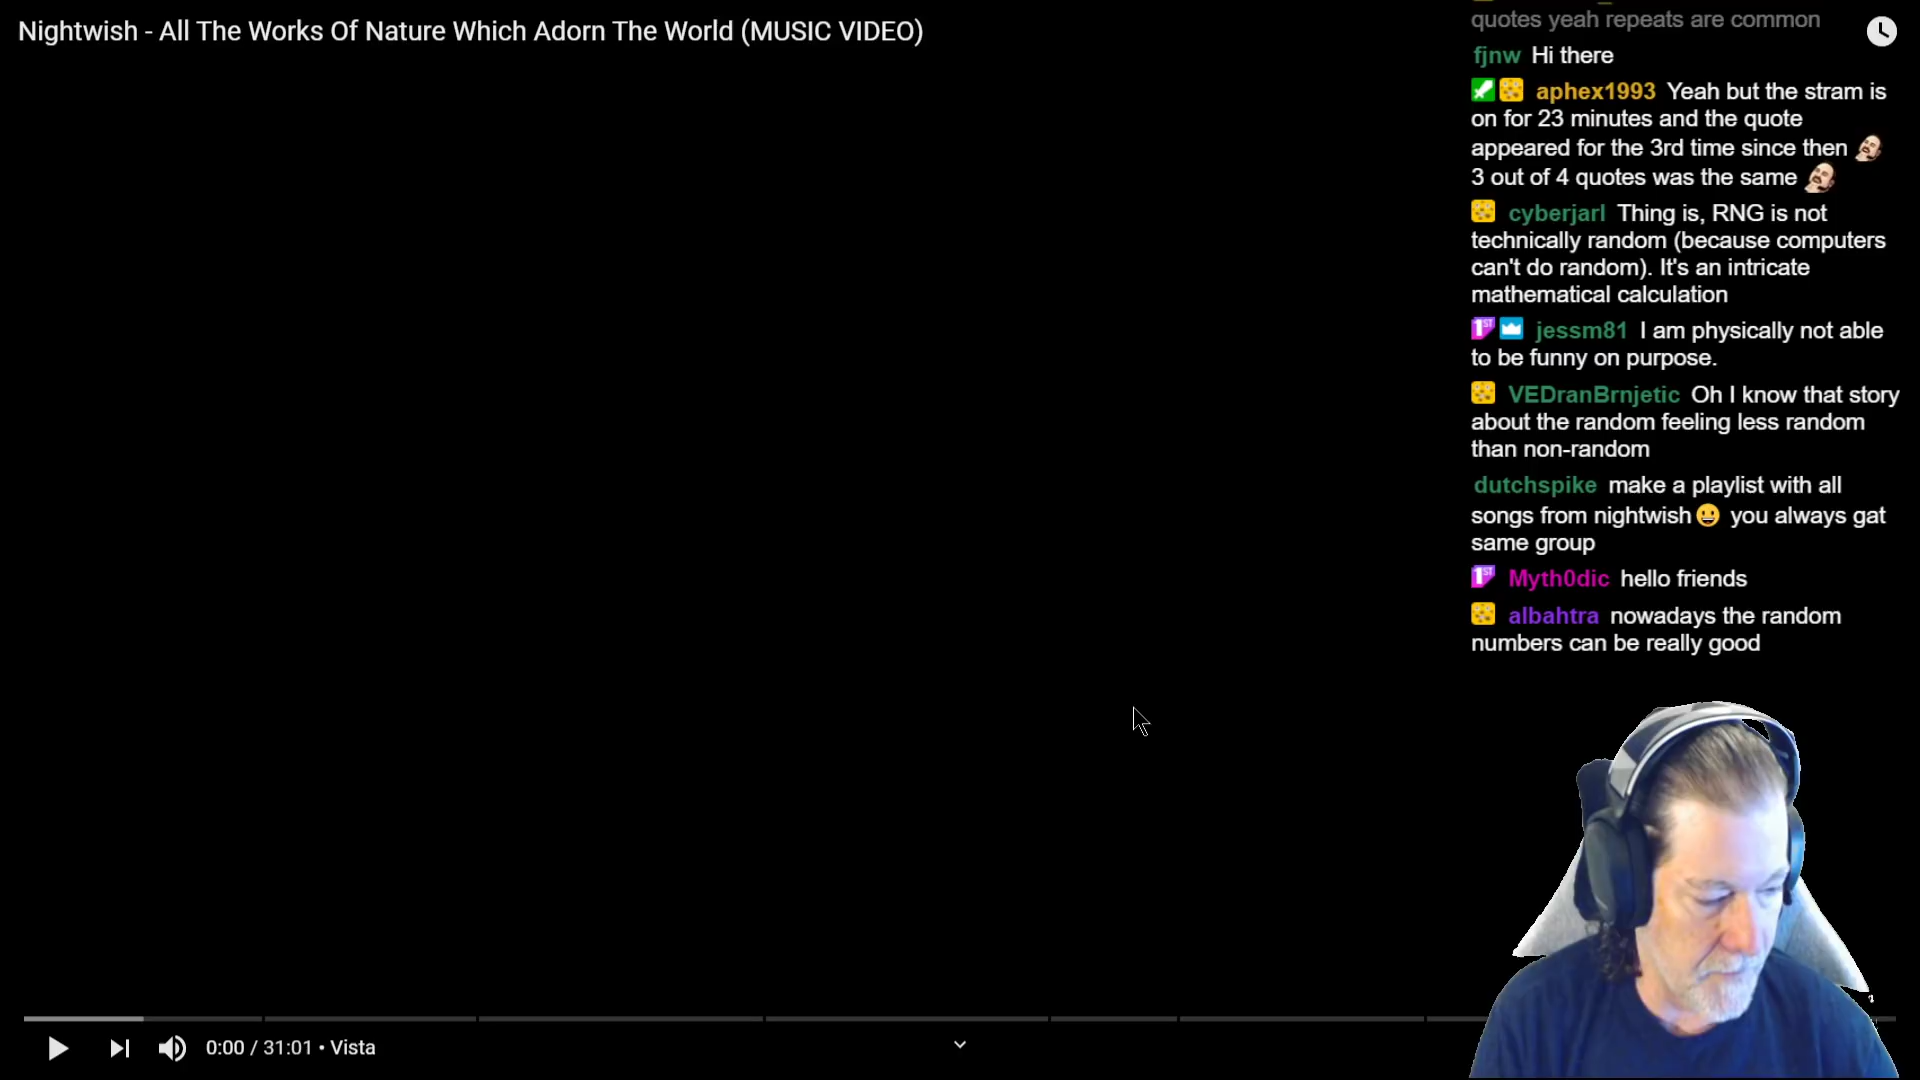 Nightwish - All The Works Of Nature Which Adorn The World (MUSIC VIDEO)
quotes yeah repeats are common
fjnw Hi there
aphex1993 Yeah but the stram is
on for 23 minutes and the quote
appeared for the 3rd time since then
3 out of 4 quotes was the same
cyberjarl Thing is, RNG is not
technically random (because computers
can't do random). It's an intricate
mathematical calculation
1ST jessm81 I am physically not able
to be funny on purpose.
VEDranBrnjetic Oh I know that story
about the random feeling less random
than non-random
dutchspike make a playlist with all
songs from nightwish😀 you always gat
same group
1ST Myth0dic hello friends
albahtra nowadays the random
numbers can be really good
0:00 / 31:01 • Vista